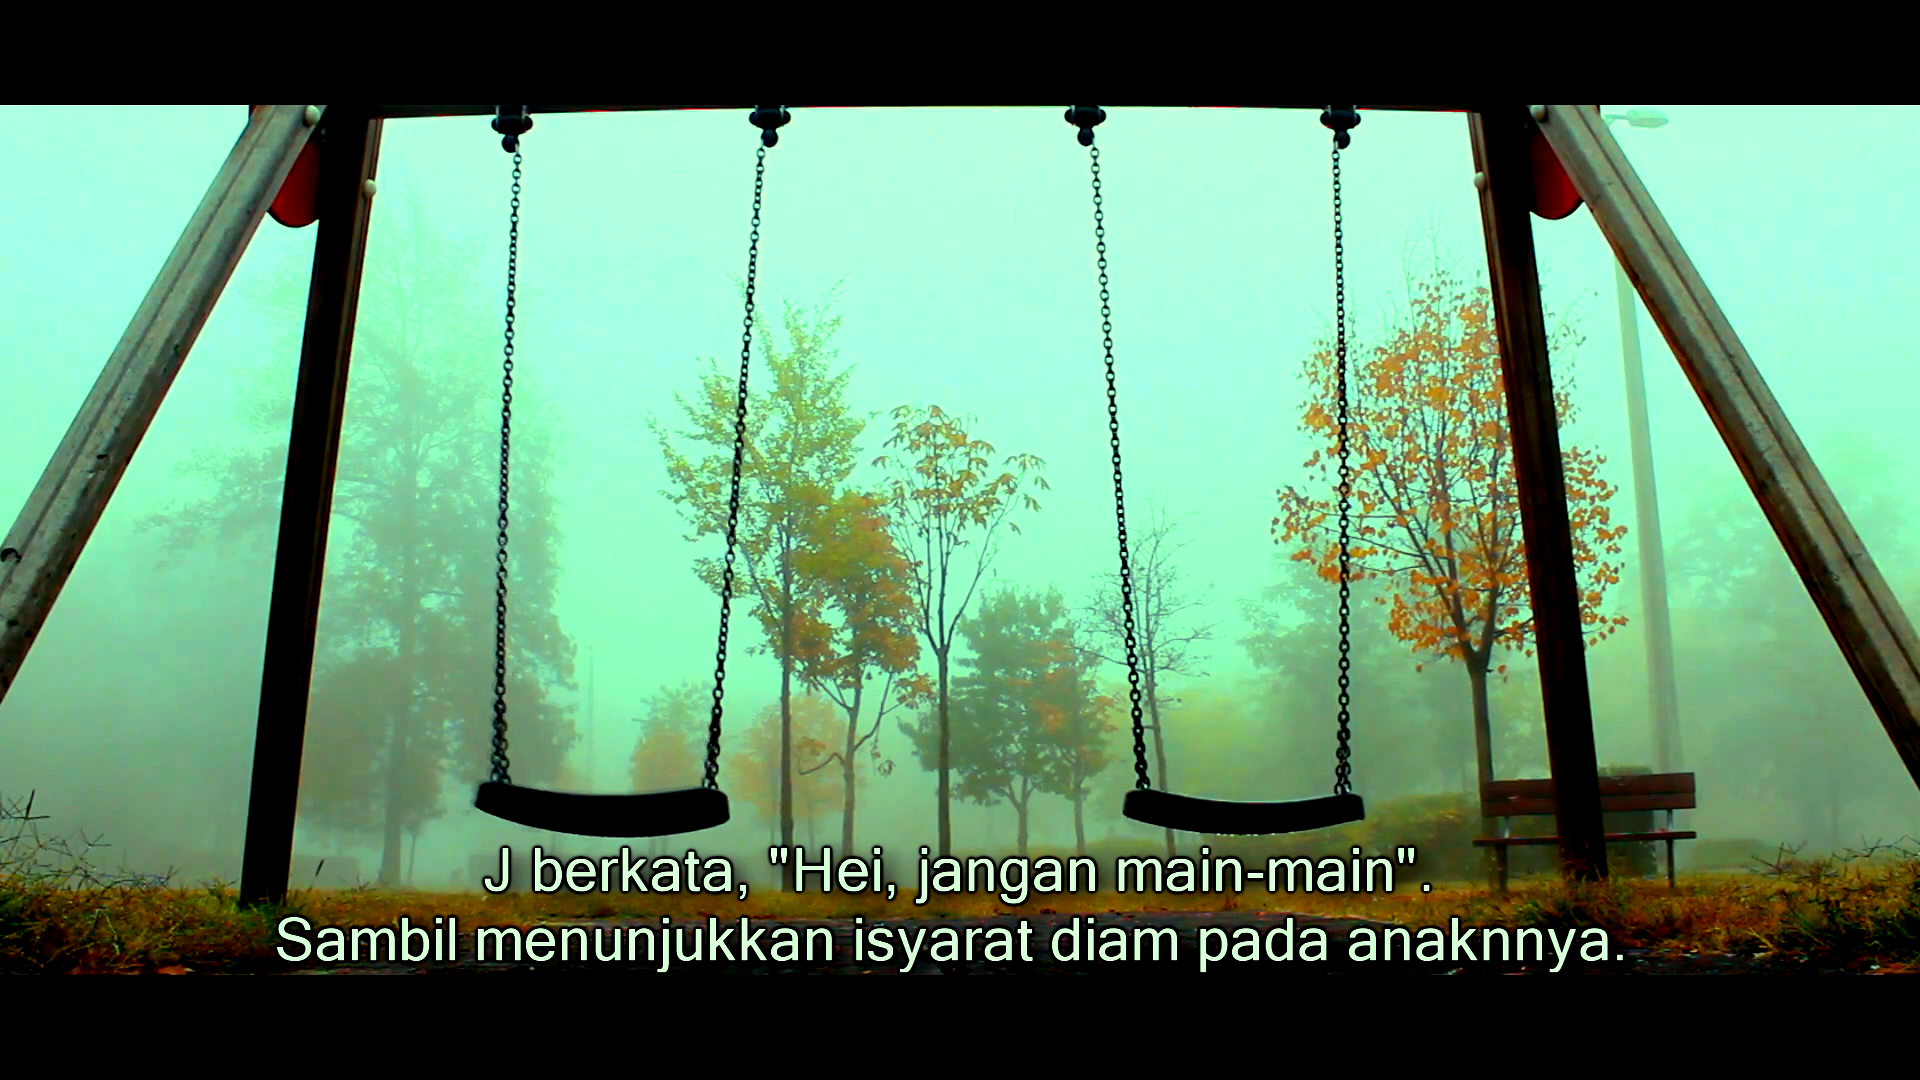 J berkata, "Hei, jangan main-main".
Sambil menunjukkan isyarat diam pada anaknnya.